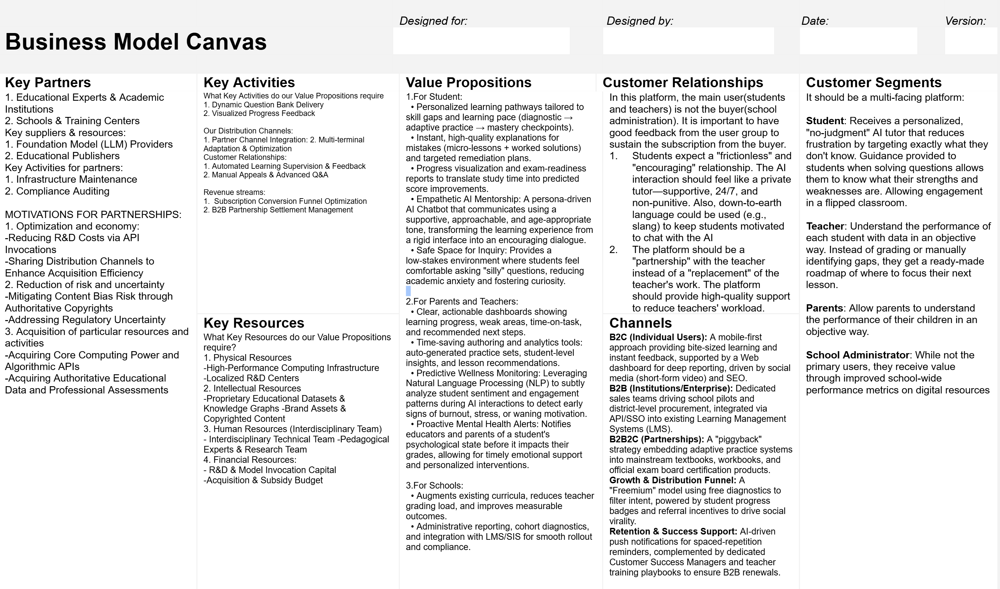 Designed for:
Designed by:
Date:
Version:
Business Model Canvas
Key Partners
1. Educational Experts & Academic
Institutions
2. Schools & Training Centers
Key suppliers & resources:
1. Foundation Model (LLM) Providers
2. Educational Publishers
Key Activities for partners:
1. Infrastructure Maintenance
2. Compliance Auditing
MOTIVATIONS FOR PARTNERSHIPS:
1. Optimization and economy:
-Reducing R&D Costs via API
Invocations
-Sharing Distribution Channels to
Enhance Acquisition Efficiency
2. Reduction of risk and uncertainty
-Mitigating Content Bias Risk through
Authoritative Copyrights
-Addressing Regulatory Uncertainty
3. Acquisition of particular resources and
activities
-Acquiring Core Computing Power and
Algorithmic APIs
-Acquiring Authoritative Educational
Data and Professional Assessments
Key Activities
What Key Activities do our Value Propositions require
1. Dynamic Question Bank Delivery
2. Visualized Progress Feedback
Our Distribution Channels:
1. Partner Channel Integration: 2. Multi-terminal
Adaptation & Optimization
Customer Relationships:
1. Automated Learning Supervision & Feedback
2. Manual Appeals & Advanced Q&A
Revenue streams:
1.  Subscription Conversion Funnel Optimization
2. B2B Partnership Settlement Management
Key Resources
What Key Resources do our Value Propositions
require?
1. Physical Resources
-High-Performance Computing Infrastructure
-Localized R&D Centers
2. Intellectual Resources
-Proprietary Educational Datasets &
Knowledge Graphs -Brand Assets &
Copyrighted Content
3. Human Resources (Interdisciplinary Team)
- Interdisciplinary Technical Team -Pedagogical
Experts & Research Team
4. Financial Resources:
- R&D & Model Invocation Capital
-Acquisition & Subsidy Budget
Value Propositions
1.For Student:
• Personalized learning pathways tailored to
skill gaps and learning pace (diagnostic →
adaptive practice → mastery checkpoints).
• Instant, high-quality explanations for
mistakes (micro-lessons + worked solutions)
and targeted remediation plans.
• Progress visualization and exam-readiness
reports to translate study time into predicted
score improvements.
• Empathetic AI Mentorship: A persona-driven
AI Chatbot that communicates using a
supportive, approachable, and age-appropriate
tone, transforming the learning experience from
a rigid interface into an encouraging dialogue.
• Safe Space for Inquiry: Provides a
low-stakes environment where students feel
comfortable asking "silly" questions, reducing
academic anxiety and fostering curiosity.
2.For Parents and Teachers:
• Clear, actionable dashboards showing
learning progress, weak areas, time-on-task,
and recommended next steps.
• Time-saving authoring and analytics tools:
auto-generated practice sets, student-level
insights, and lesson recommendations.
• Predictive Wellness Monitoring: Leveraging
Natural Language Processing (NLP) to subtly
analyze student sentiment and engagement
patterns during AI interactions to detect early
signs of burnout, stress, or waning motivation.
• Proactive Mental Health Alerts: Notifies
educators and parents of a student's
psychological state before it impacts their
grades, allowing for timely emotional support
and personalized interventions.
3.For Schools:
• Augments existing curricula, reduces teacher
grading load, and improves measurable
outcomes.
• Administrative reporting, cohort diagnostics,
and integration with LMS/SIS for smooth rollout
and compliance.
Customer Relationships
In this platform, the main user(students
and teachers) is not the buyer(school
administration). It is important to have
good feedback from the user group to
sustain the subscription from the buyer.
1. Students expect a "frictionless" and
"encouraging" relationship. The AI
interaction should feel like a private
tutor—supportive, 24/7, and
non-punitive. Also, down-to-earth
language could be used (e.g.,
slang) to keep students motivated
to chat with the AI
2. The platform should be a
"partnership" with the teacher
instead of a "replacement" of the
teacher's work. The platform
should provide high-quality support
to reduce teachers' workload.
Channels
B2C (Individual Users): A mobile-first
approach providing bite-sized learning and
instant feedback, supported by a Web
dashboard for deep reporting, driven by social
media (short-form video) and SEO.
B2B (Institutions/Enterprise): Dedicated
sales teams driving school pilots and
district-level procurement, integrated via
API/SSO into existing Learning Management
Systems (LMS).
B2B2C (Partnerships): A "piggyback"
strategy embedding adaptive practice systems
into mainstream textbooks, workbooks, and
official exam board certification products.
Growth & Distribution Funnel: A
"Freemium" model using free diagnostics to
filter intent, powered by student progress
badges and referral incentives to drive social
virality.
Retention & Success Support: AI-driven
push notifications for spaced-repetition
reminders, complemented by dedicated
Customer Success Managers and teacher
training playbooks to ensure B2B renewals.
Customer Segments
It should be a multi-facing platform:
Student: Receives a personalized,
"no-judgment" AI tutor that reduces
frustration by targeting exactly what they
don't know. Guidance provided to
students when solving questions allows
them to know what their strengths and
weaknesses are. Allowing engagement
in a flipped classroom.
Teacher: Understand the performance of
each student with data in an objective
way. Instead of grading or manually
identifying gaps, they get a ready-made
roadmap of where to focus their next
lesson.
Parents: Allow parents to understand
the performance of their children in an
objective way.
School Administrator: While not the
primary users, they receive value
through improved school-wide
performance metrics on digital resources